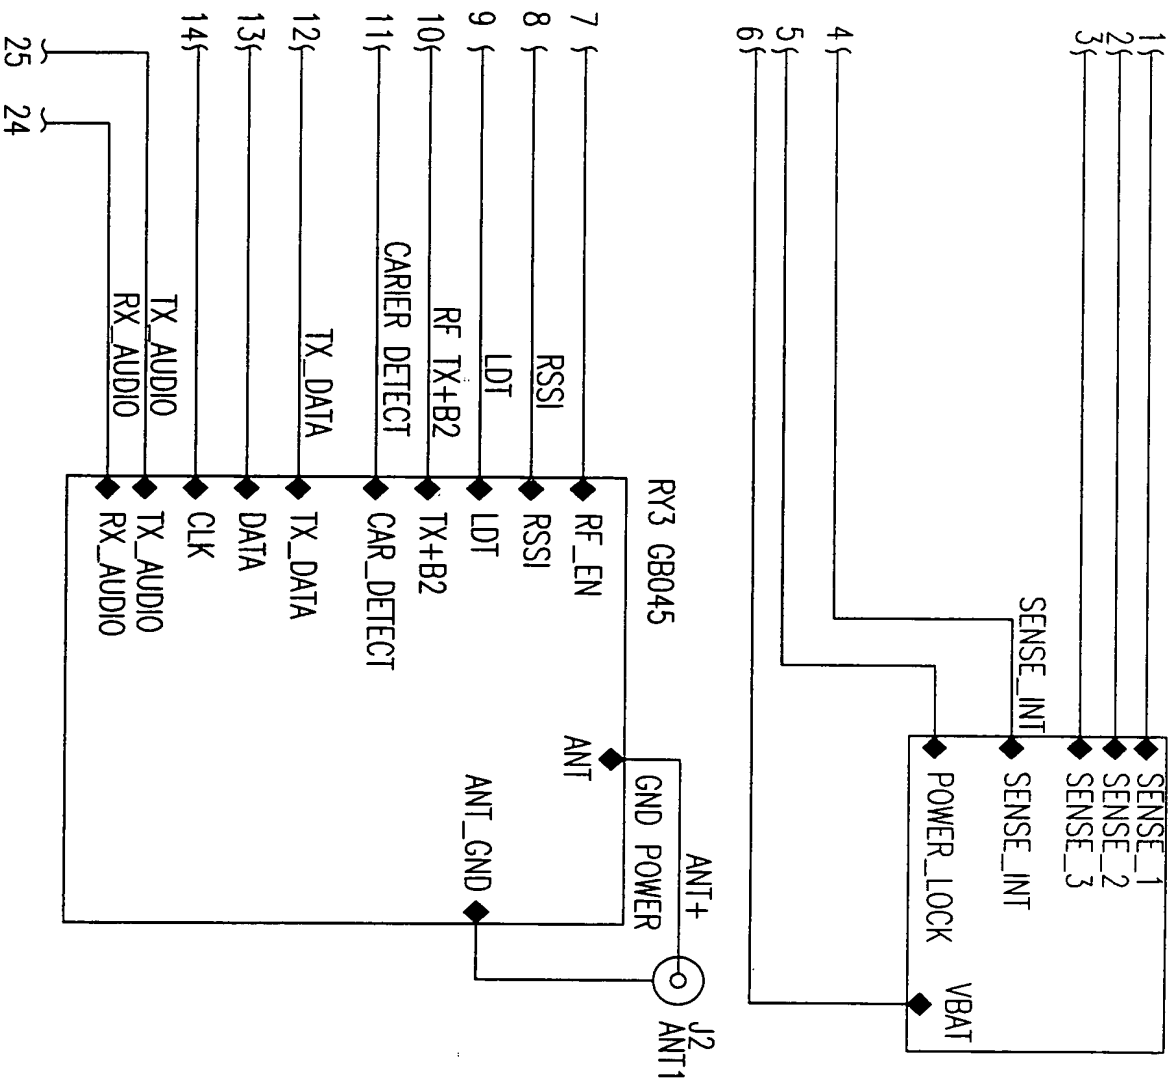 1
2
3
4
5
6
SENSE_1
SENSE_2
SENSE_3
SENSE_INT
SENSE_INT
POWER_LOCK
VBAT
7
8
9
10
11
12
13
14
25
24
RSSI
LDT
RF TX+B2
CARIER DETECT
TX_DATA
TX_AUDIO
RX_AUDIO
RY3 GB045
RF_EN
RSSI
LDT
TX+B2
CAR_DETECT
TX_DATA
DATA
CLK
TX_AUDIO
RX_AUDIO
ANT
GND POWER
ANT_GND
ANT+
J2
ANT1